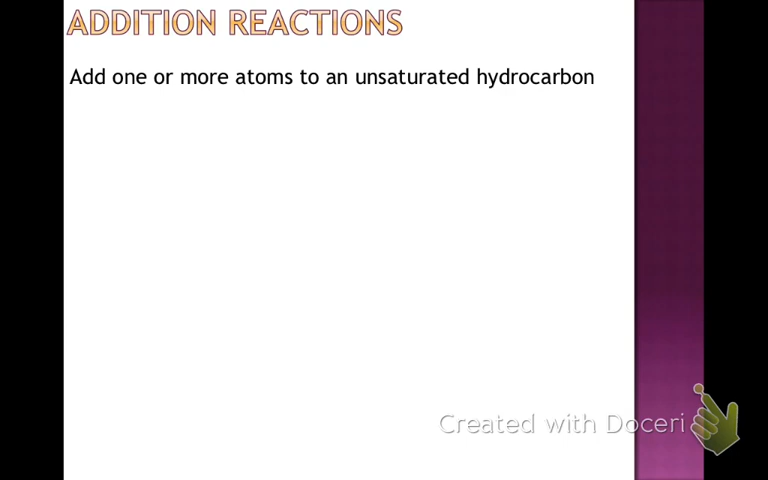 ADDITION REACTIONS
Add one or more atoms to an unsaturated hydrocarbon
Created with Doceri